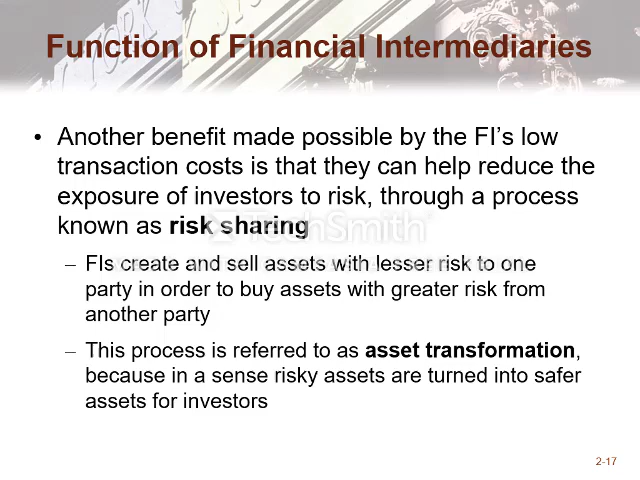 Function of Financial Intermediaries
• Another benefit made possible by the FI’s low
transaction costs is that they can help reduce the
exposure of investors to risk, through a process
known as risk sharing
TechSmith
– FIs create and sell assets with lesser risk to one
party in order to buy assets with greater risk from
another party
– This process is referred to as asset transformation,
because in a sense risky assets are turned into safer
assets for investors
2-17